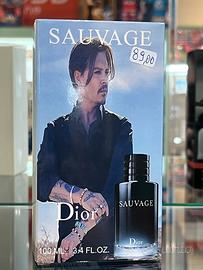 SAUVAGE
89,00
Dior
SAUVAGE
Dior
100 ML 3.4 FL.OZ.